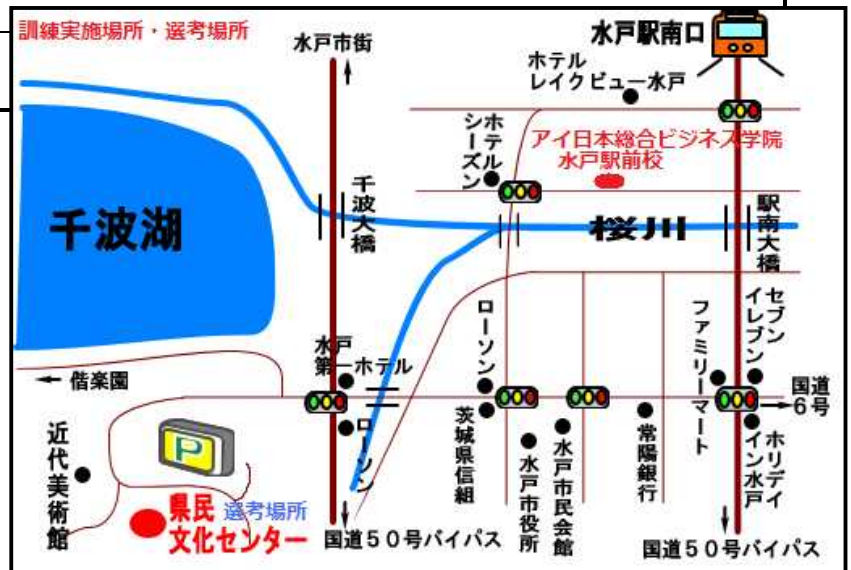 訓練実施場所・選考場所
水戸市街
水戸駅南口
ホテル
レイクビュー水戸
ホテル
シーズン
アイ日本総合ビジネス学院
水戸駅前校
千波大橋
千波湖
桜川
駅南大橋
セブン
イレブン
ファミリーマート
ローソン
水戸
第一ホテル
偕楽園
国道
6号
ローソン
茨城県信組
水戸市役所
水戸市民会館
常陽銀行
ホリデイ
イン水戸
近代美術館
P
県民
文化センター
選考場所
国道50号バイパス
国道50号バイパス